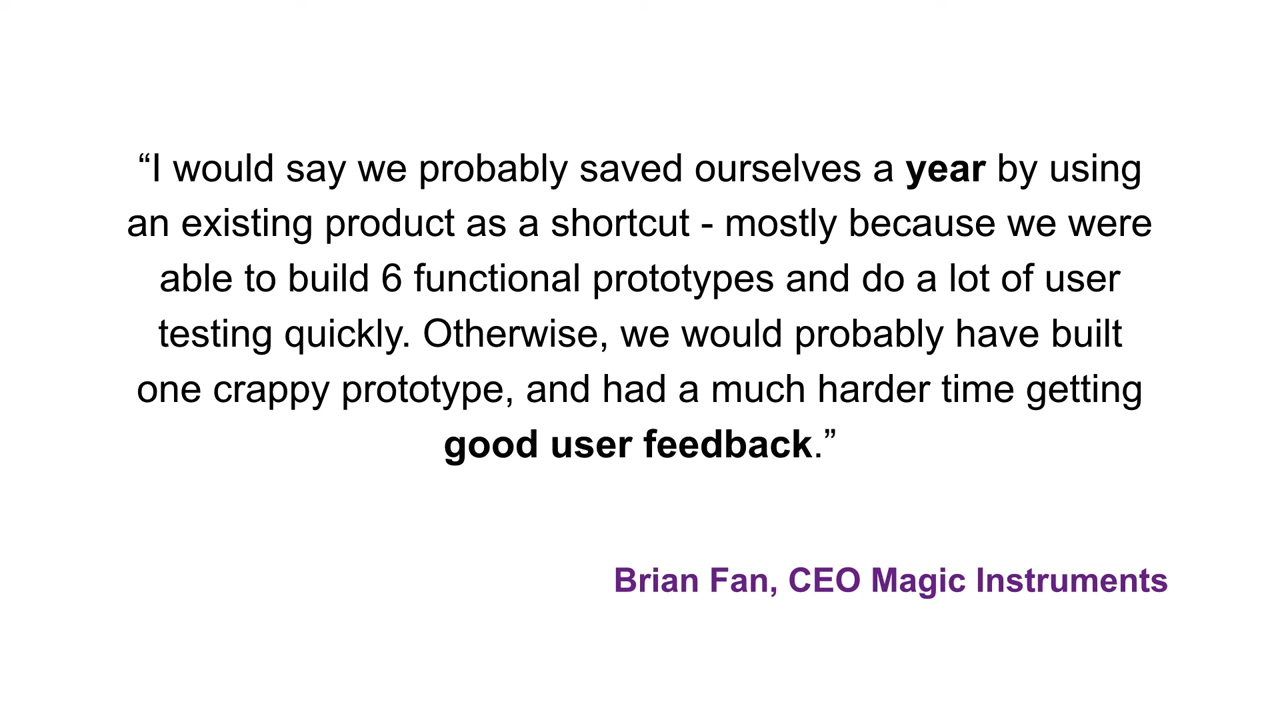 “I would say we probably saved ourselves a year by using
an existing product as a shortcut - mostly because we were
able to build 6 functional prototypes and do a lot of user
testing quickly. Otherwise, we would probably have built
one crappy prototype, and had a much harder time getting
good user feedback.”
Brian Fan, CEO Magic Instruments